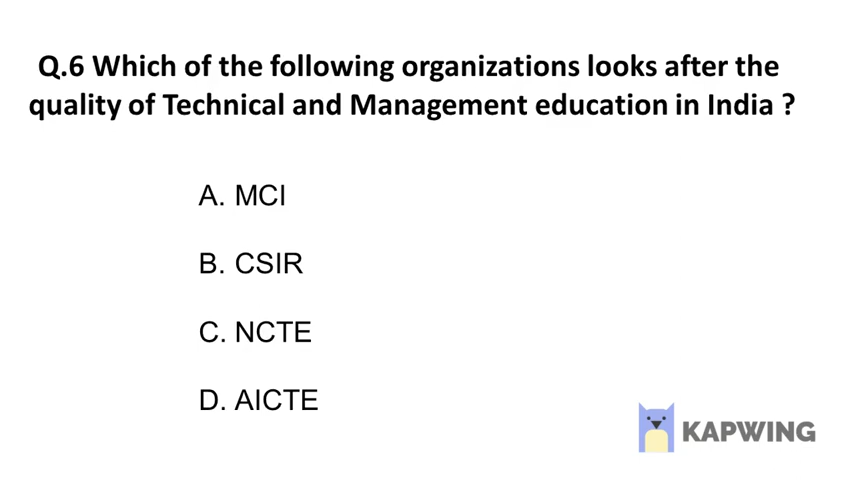 Q.6 Which of the following organizations looks after the
quality of Technical and Management education in India ?
A. MCI
B. CSIR
C. NCTE
D. AICTE
KAPWING